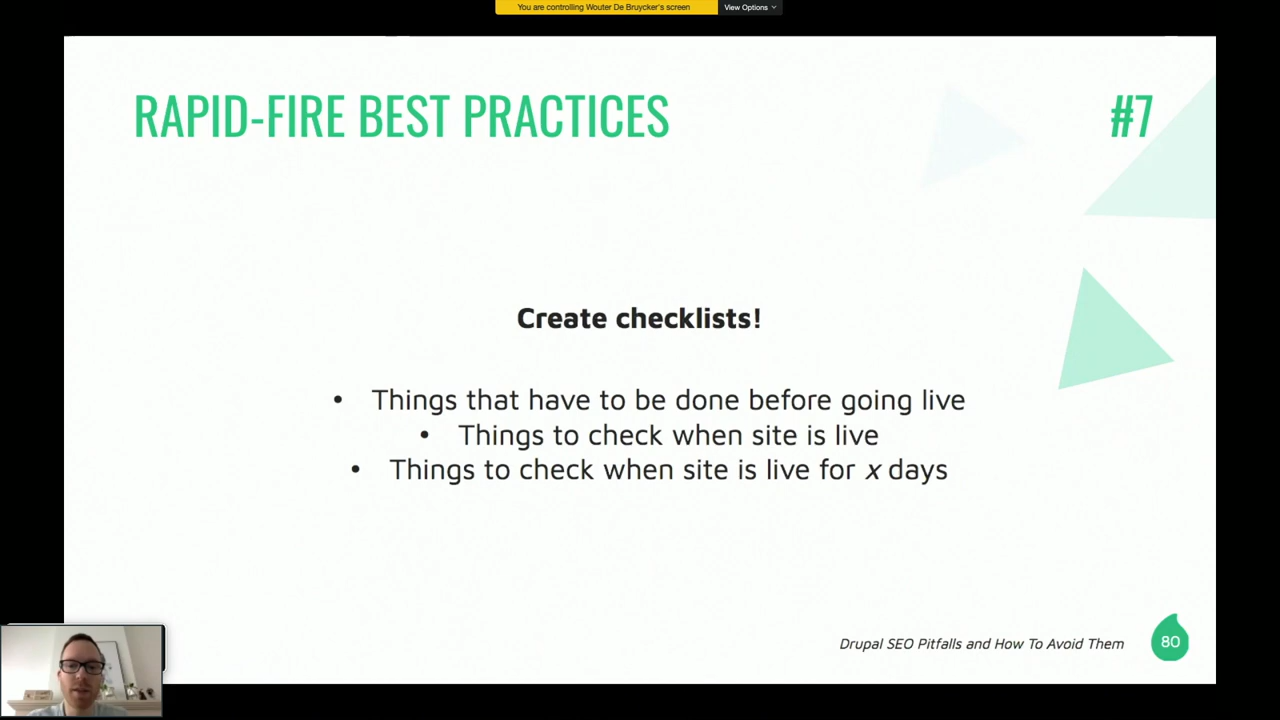 You are controlling Wouter De Bruycker's screen
View Options
RAPID-FIRE BEST PRACTICES
#7
Create checklists!
• Things that have to be done before going live
• Things to check when site is live
• Things to check when site is live for x days
Drupal SEO Pitfalls and How To Avoid Them
80